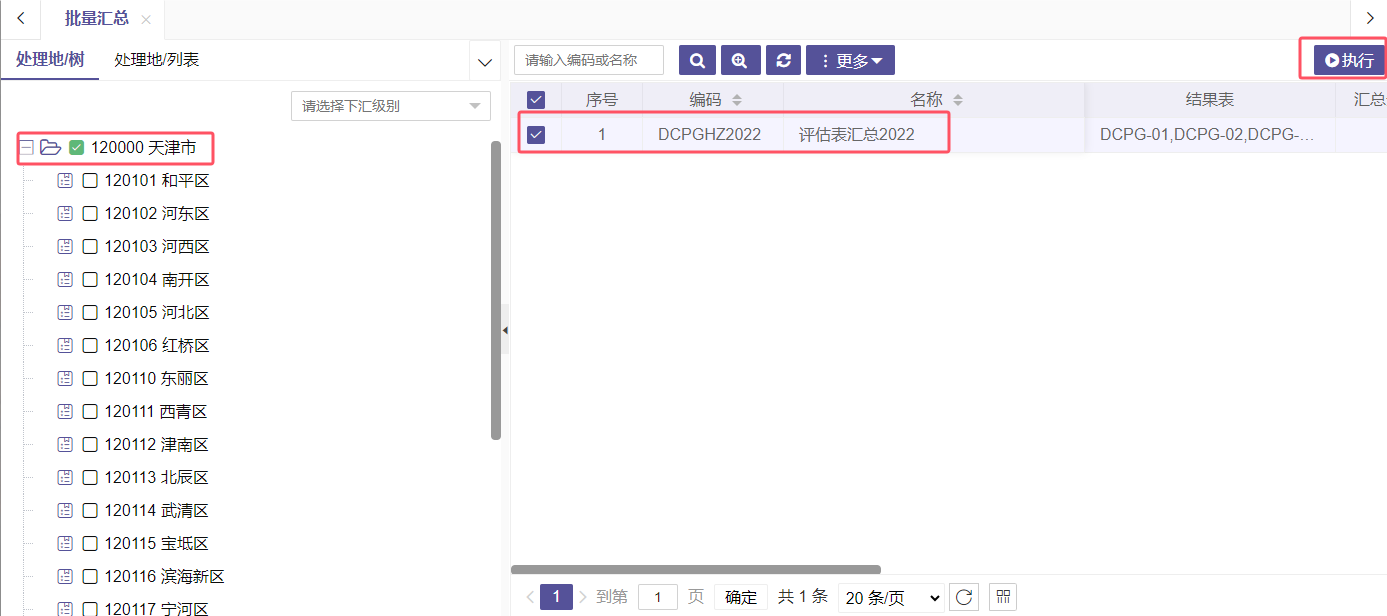 批量汇总
处理地/树 处理地/列表
请选择下汇级别
120000 天津市
120101 和平区
120102 河东区
120103 河西区
120104 南开区
120105 河北区
120106 红桥区
120110 东丽区
120111 西青区
120112 津南区
120113 北辰区
120114 武清区
120115 宝坻区
120116 滨海新区
120117 宁河区
请输入编码或名称 更多 执行
序号 编码 名称 结果表 汇总
1 DCPGHZ2022 评估表汇总2022 DCPG-01,DCPG-02,DCPG-...
1 到第 1 页 确定 共 1 条 20 条/页